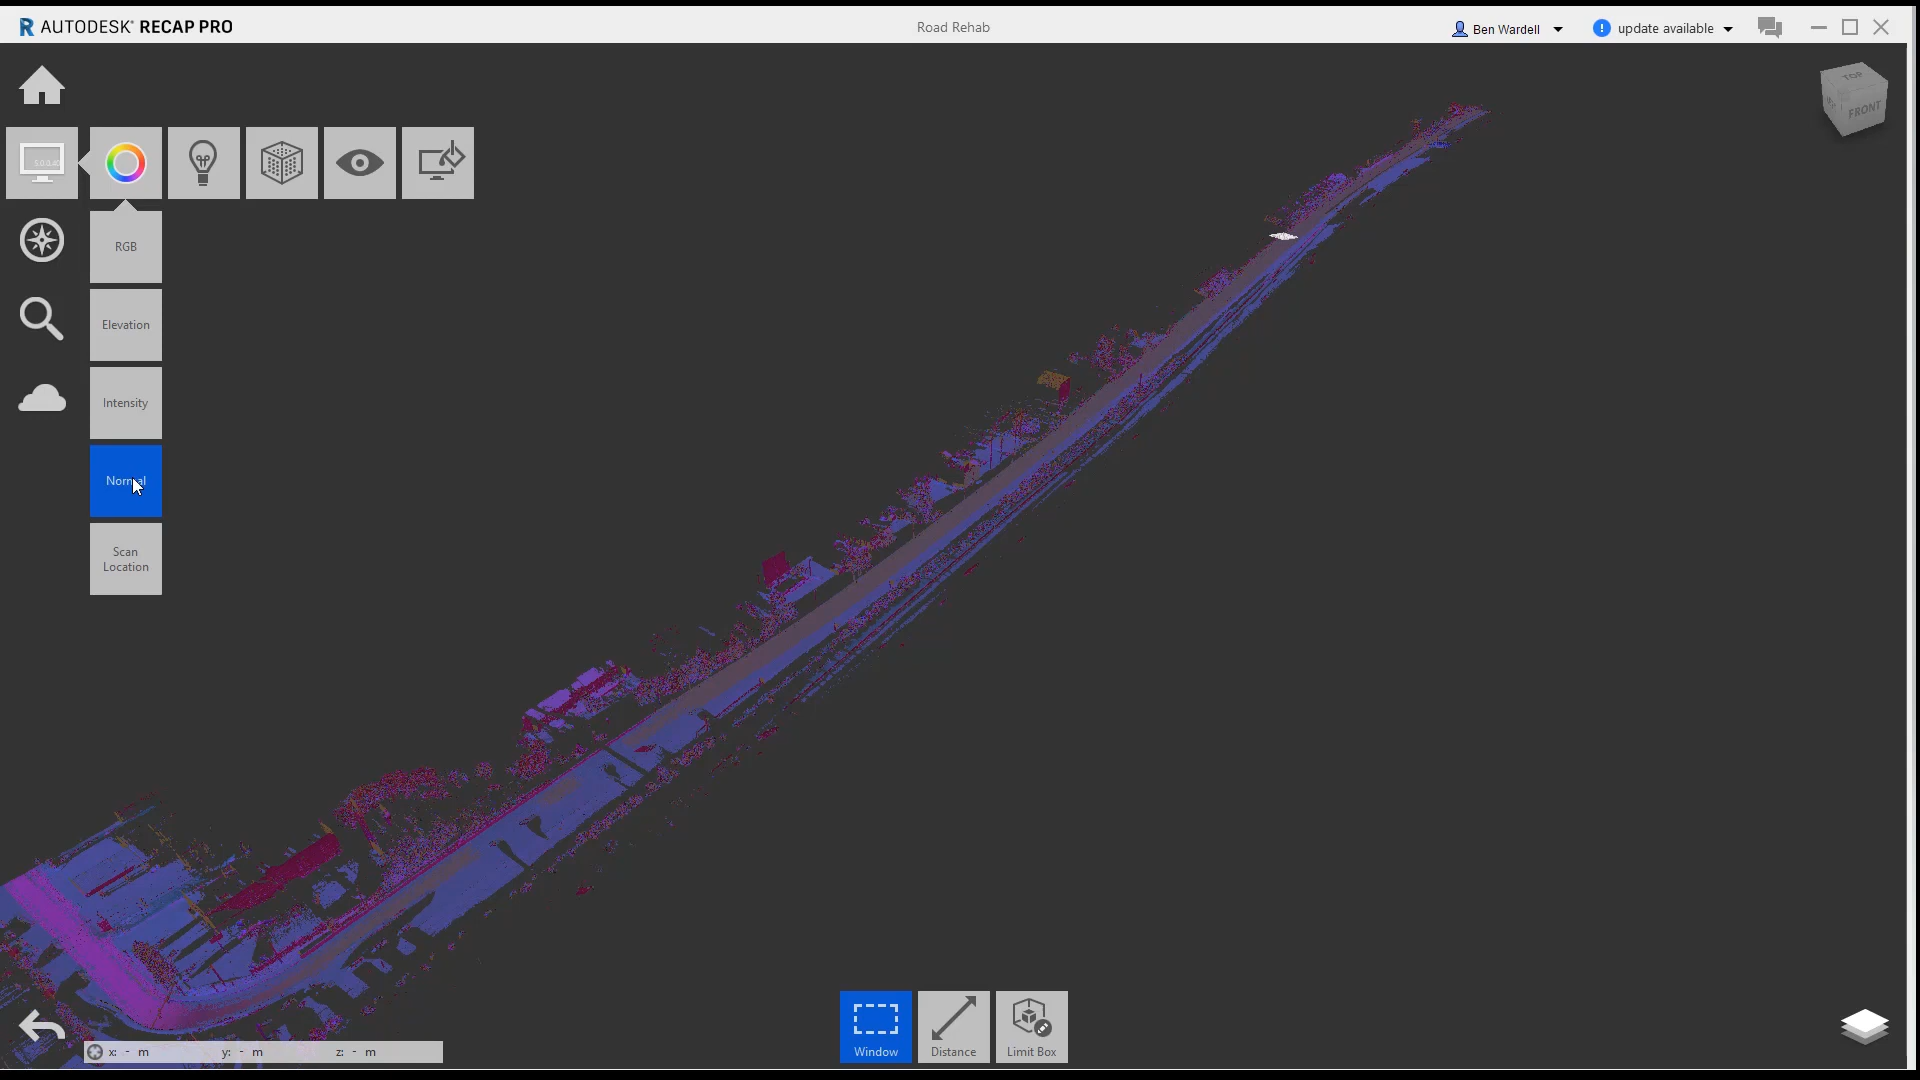 AUTODESK® RECAP PRO
Road Rehab
Ben Wardell
update available
TOP
FRONT
RGB
Elevation
Intensity
Normal
Scan
Location
x: - m y: - m z: - m
Window
Distance
Limit Box